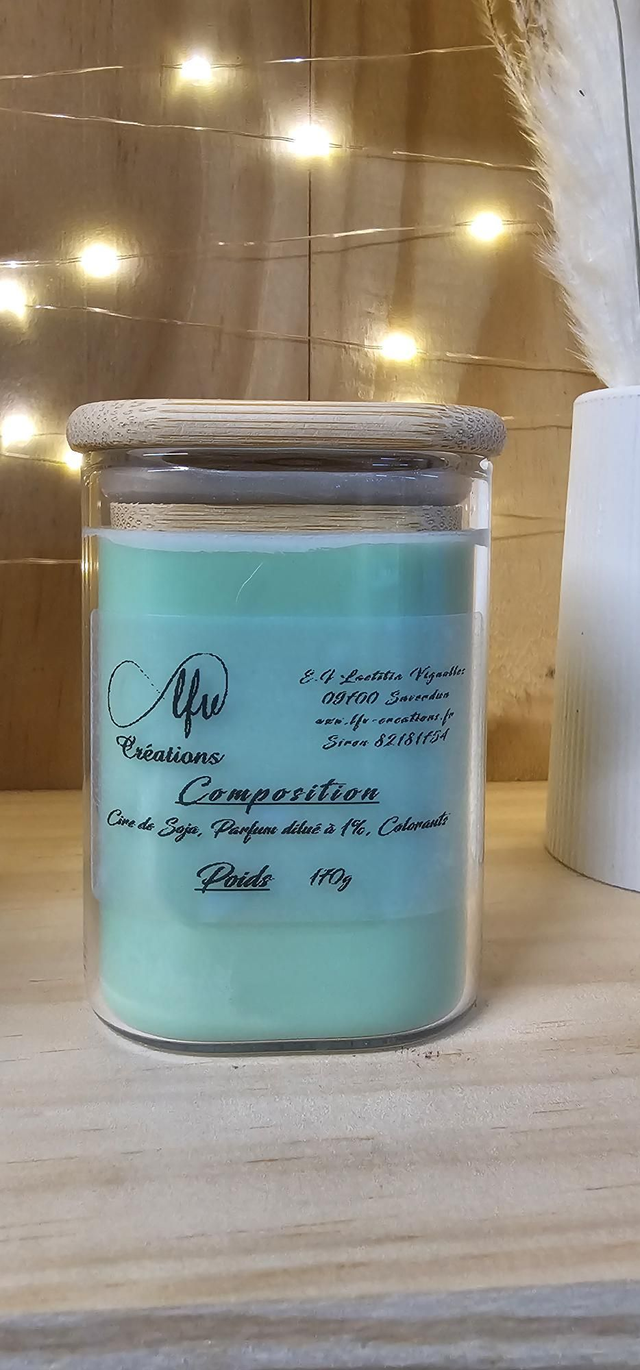 lfv
Créations
E.I Laetitia Vignolles
09700 Saverdun
www.lfv-creations.fr
Siren
Composition
Cire de Soja, Parfum dilué à 1%, Colorants
Poids 170g